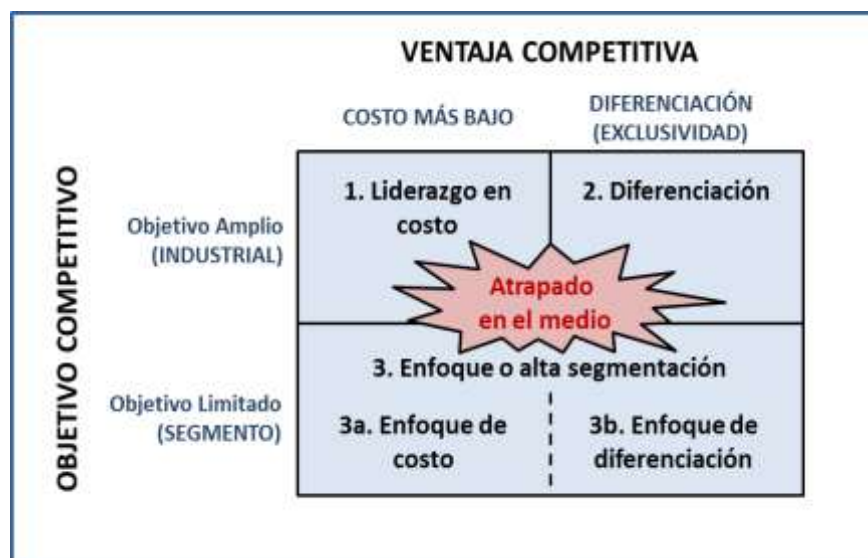 VENTAJA COMPETITIVA
COSTO MÁS BAJO
DIFERENCIACIÓN
(EXCLUSIVIDAD)
OBJETIVO COMPETITIVO
Objetivo Amplio
(INDUSTRIAL)
1. Liderazgo en
costo
2. Diferenciación
Atrapado
en el medio
Objetivo Limitado
(SEGMENTO)
3. Enfoque o alta segmentación
3a. Enfoque de
costo
3b. Enfoque de
diferenciación